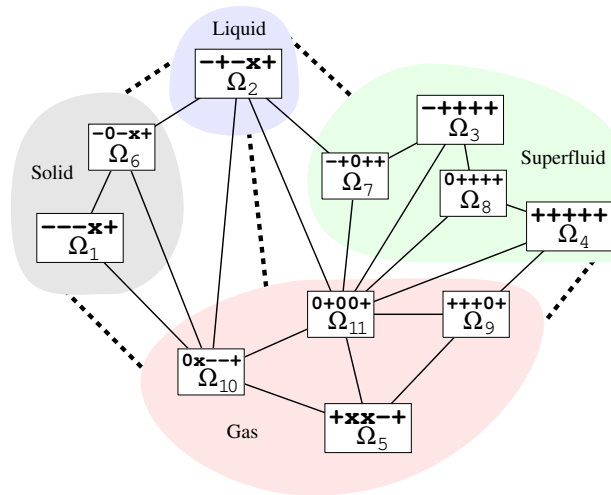 Liquid
-+-x+
Ω2
-++++
Ω3
-0-x+
Ω6
Solid
-+0++
Ω7
Superfluid
0++++
Ω8
+++++
Ω4
---x+
Ω1
0+00+
Ω11
+++0+
Ω9
0x--+
Ω10
+xx-+
Ω5
Gas